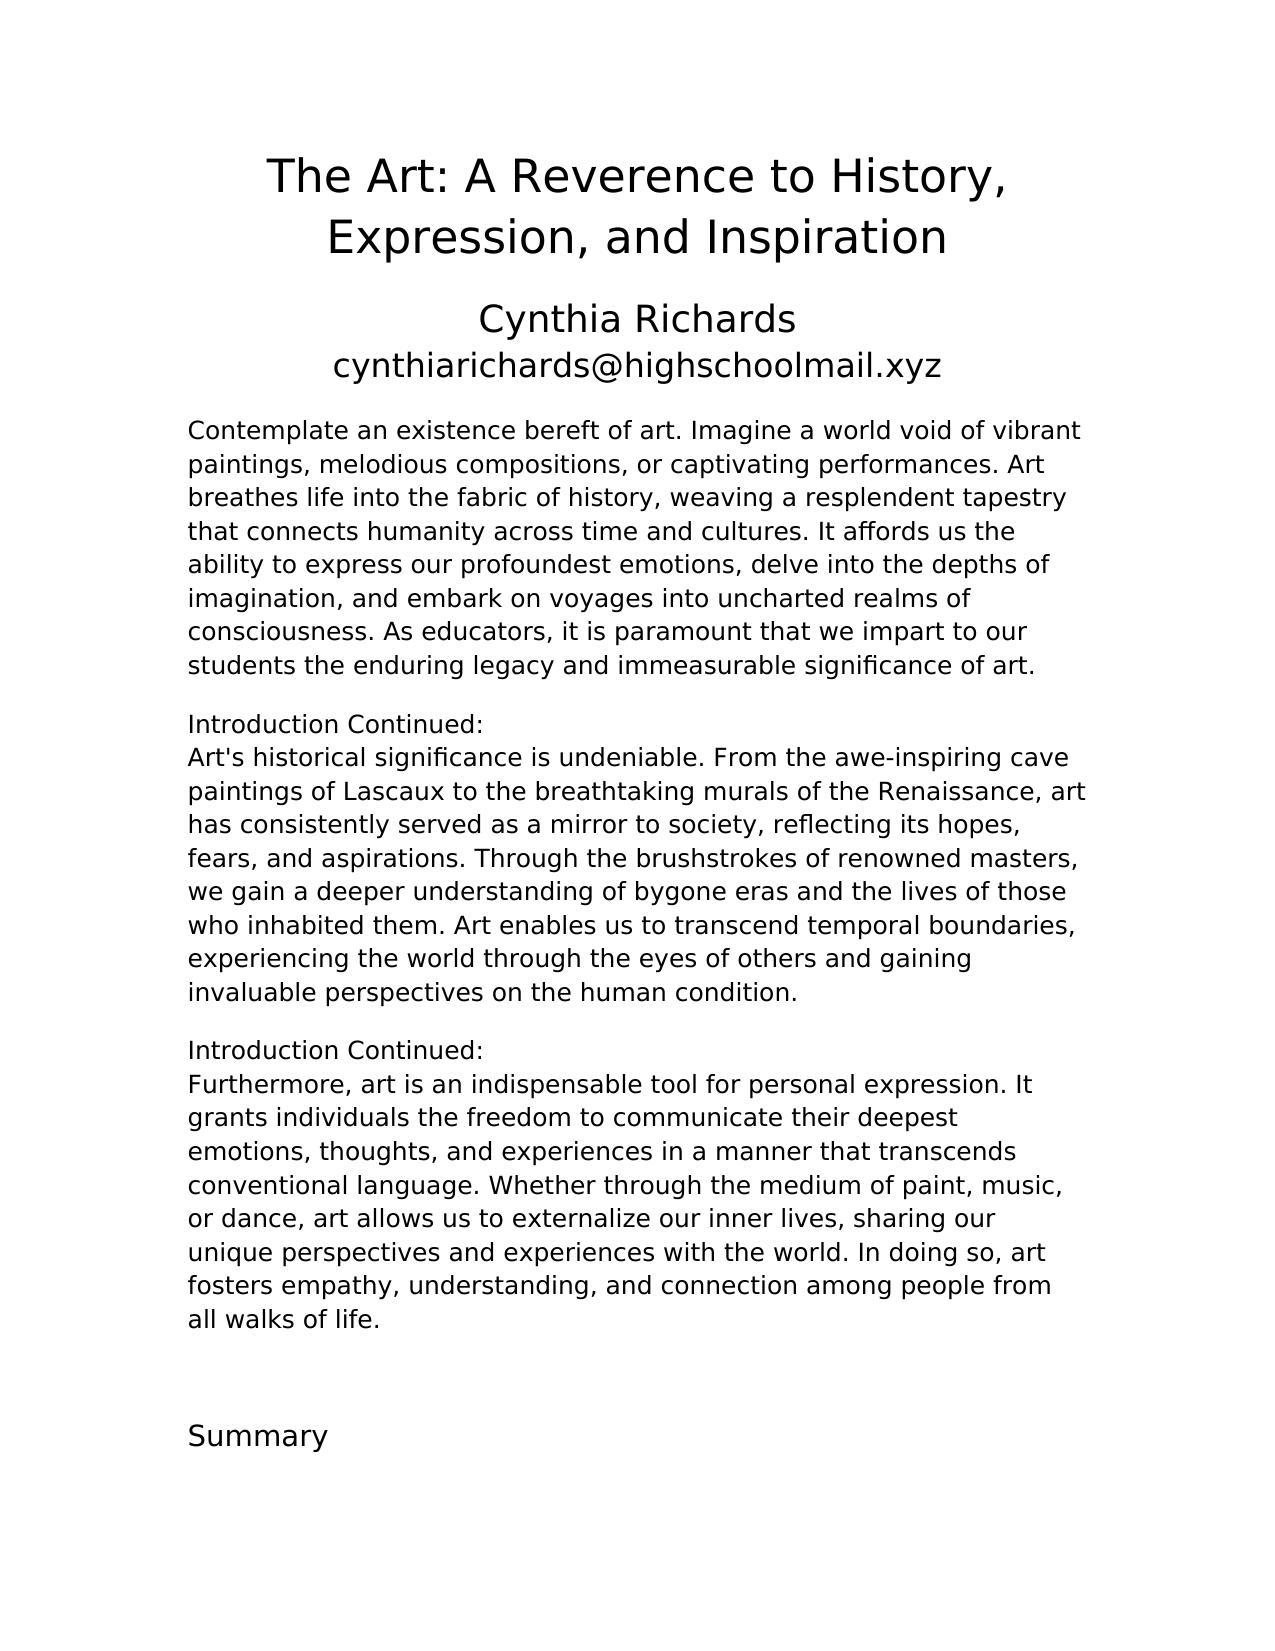 The Art: A Reverence to History,
Expression, and Inspiration
Cynthia Richards
cynthiarichards@highschoolmail.xyz
Contemplate an existence bereft of art. Imagine a world void of vibrant
paintings, melodious compositions, or captivating performances. Art
breathes life into the fabric of history, weaving a resplendent tapestry
that connects humanity across time and cultures. It affords us the
ability to express our profoundest emotions, delve into the depths of
imagination, and embark on voyages into uncharted realms of
consciousness. As educators, it is paramount that we impart to our
students the enduring legacy and immeasurable significance of art.
Introduction Continued:
Art's historical significance is undeniable. From the awe-inspiring cave
paintings of Lascaux to the breathtaking murals of the Renaissance, art
has consistently served as a mirror to society, reflecting its hopes,
fears, and aspirations. Through the brushstrokes of renowned masters,
we gain a deeper understanding of bygone eras and the lives of those
who inhabited them. Art enables us to transcend temporal boundaries,
experiencing the world through the eyes of others and gaining
invaluable perspectives on the human condition.
Introduction Continued:
Furthermore, art is an indispensable tool for personal expression. It
grants individuals the freedom to communicate their deepest
emotions, thoughts, and experiences in a manner that transcends
conventional language. Whether through the medium of paint, music,
or dance, art allows us to externalize our inner lives, sharing our
unique perspectives and experiences with the world. In doing so, art
fosters empathy, understanding, and connection among people from
all walks of life.
Summary